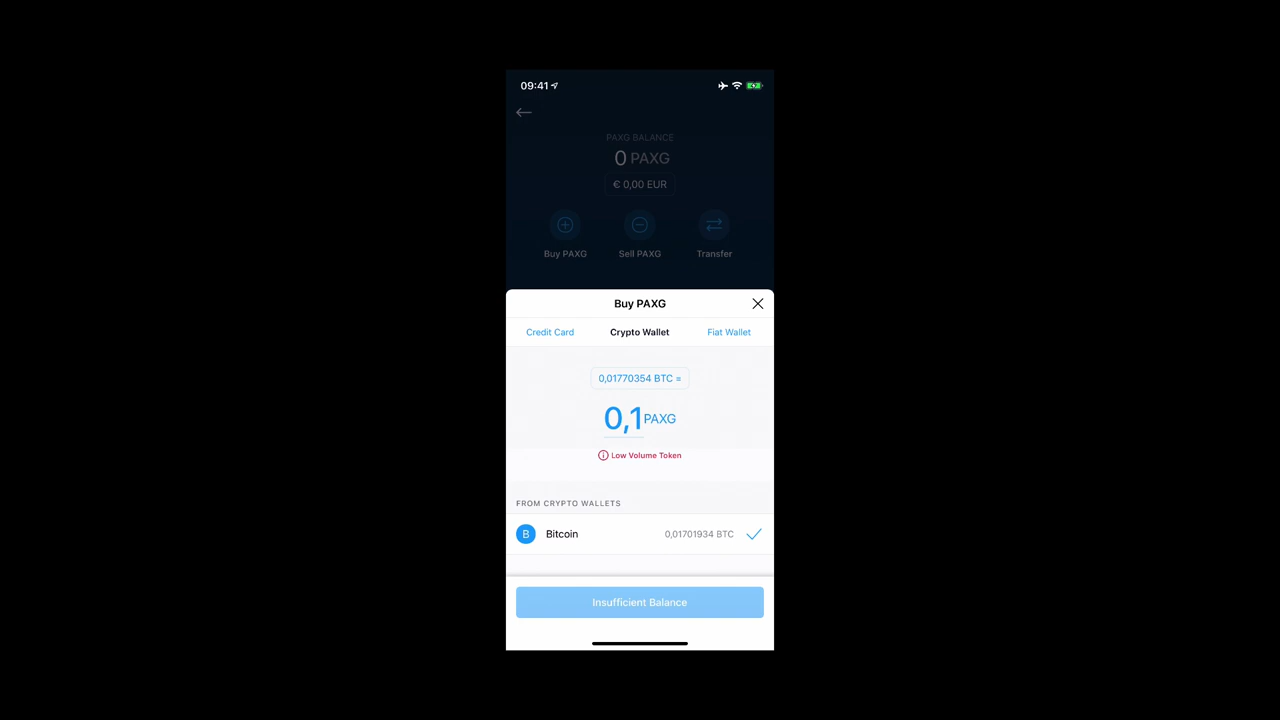 09:41
PAXG BALANCE
0 PAXG
€ 0,00 EUR
Buy PAXG Sell PAXG Transfer
Buy PAXG
Credit Card Crypto Wallet Fiat Wallet
0,01770354 BTC =
0,1 PAXG
Low Volume Token
FROM CRYPTO WALLETS
B Bitcoin 0,01701934 BTC
Insufficient Balance